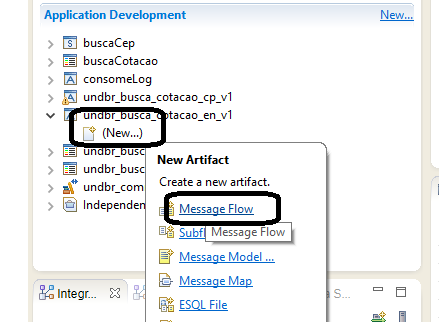 Application Development New...
buscaCep
buscaCotacao
consomeLog
undbr_busca_cotacao_cp_v1
undbr_busca_cotacao_en_v1
(New...)
undbr_busc
undbr_busc
undbr_com
Independen
New Artifact
Create a new artifact.
Message Flow
Subfl
Message Flow
Message Model ...
Message Map
ESQL File
Integr...
a S...